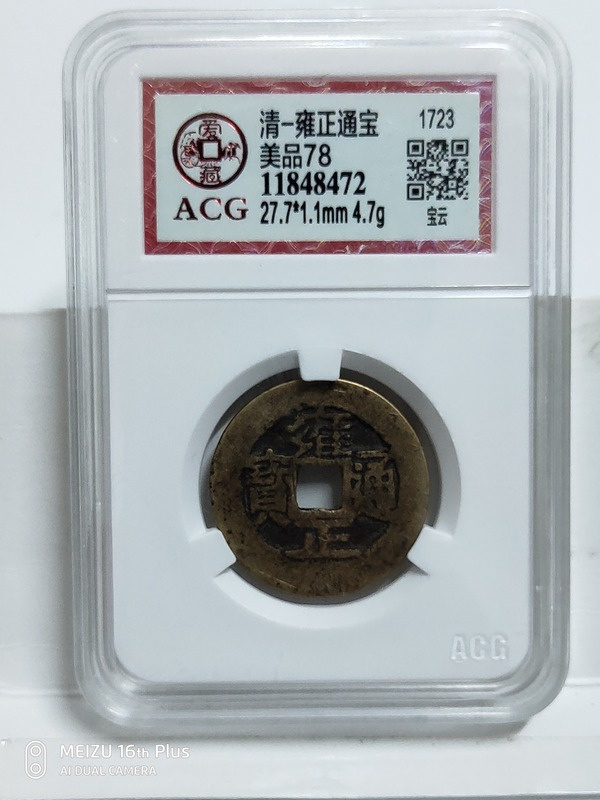 清-雍正通宝
1723
美品78
11848472
27.7*1.1mm 4.7g
宝云
爱藏
ACG
雍正通寶
ACG
MEIZU 16th Plus
AI DUAL CAMERA